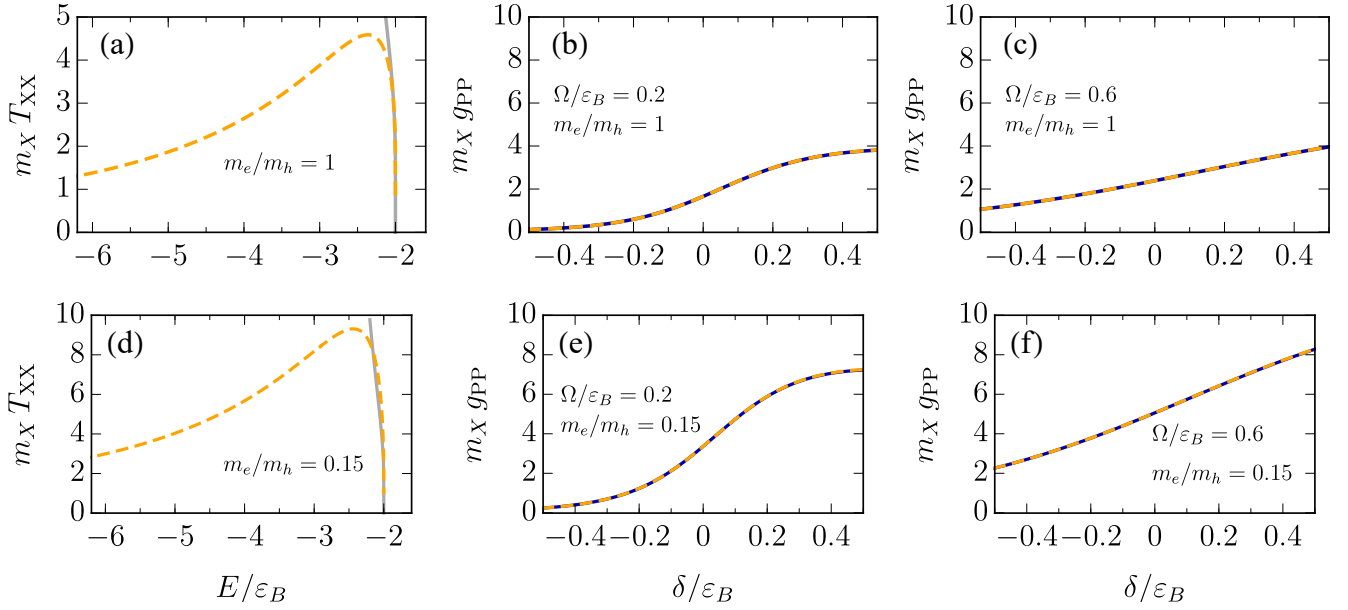 (a)
m_X T_XX
5
4
3
2
1
0
m_e/m_h = 1
−6 −5 −4 −3 −2
(b)
m_X g_PP
10
8
6
4
2
0
Ω/ε_B = 0.2
m_e/m_h = 1
−0.4 −0.2 0 0.2 0.4
(c)
m_X g_PP
10
8
6
4
2
0
Ω/ε_B = 0.6
m_e/m_h = 1
−0.4 −0.2 0 0.2 0.4
(d)
m_X T_XX
10
8
6
4
2
0
m_e/m_h = 0.15
−6 −5 −4 −3 −2
E/ε_B
(e)
m_X g_PP
10
8
6
4
2
0
Ω/ε_B = 0.2
m_e/m_h = 0.15
−0.4 −0.2 0 0.2 0.4
δ/ε_B
(f)
m_X g_PP
10
8
6
4
2
0
Ω/ε_B = 0.6
m_e/m_h = 0.15
−0.4 −0.2 0 0.2 0.4
δ/ε_B